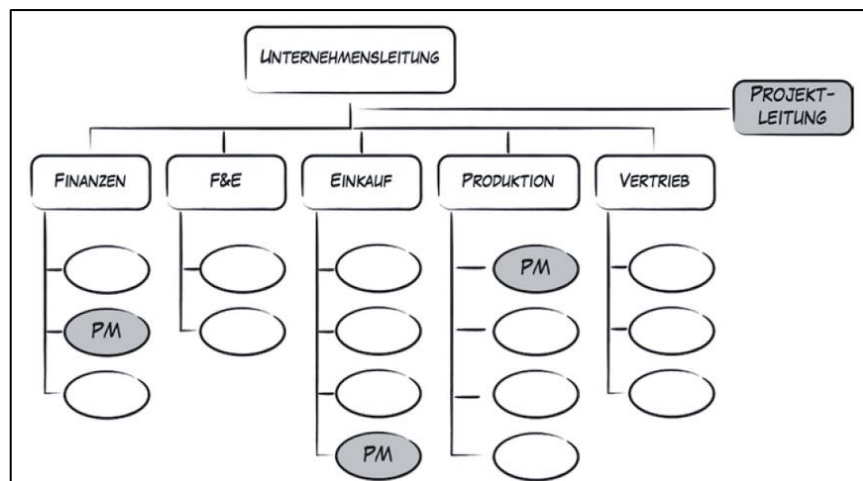 UNTERNEHMENSLEITUNG
PROJEKT-
LEITUNG
FINANZEN
F&E
EINKAUF
PRODUKTION
VERTRIEB
PM
PM
PM